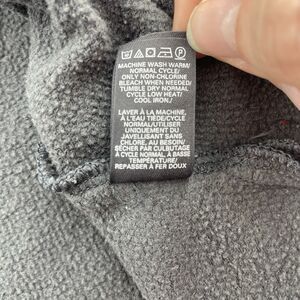 MACHINE WASH WARM/
NORMAL CYCLE/
ONLY NON-CHLORINE
BLEACH WHEN NEEDED/
TUMBLE DRY NORMAL
CYCLE LOW HEAT/
COOL IRON./
LAVER À LA MACHINE,
À L'EAU TIÈDE/CYCLE
NORMAL/UTILISER
UNIQUEMENT DU
JAVELLISANT SANS
CHLORE, AU BESOIN/
SÉCHER PAR CULBUTAGE
À CYCLE NORMAL, À BASSE
TEMPÉRATURE/
REPASSER À FER DOUX